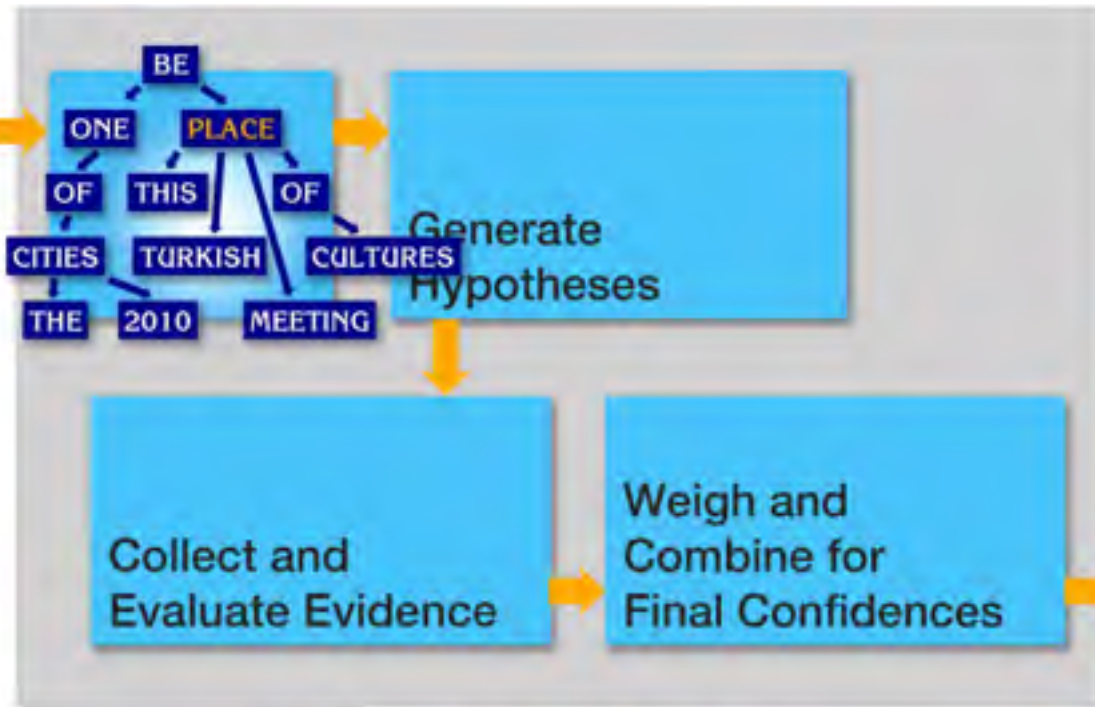 BE
ONE PLACE
OF THIS OF
CITIES TURKISH CULTURES
THE 2010 MEETING
Generate
Hypotheses
Collect and
Evaluate Evidence
Weigh and
Combine for
Final Confidences